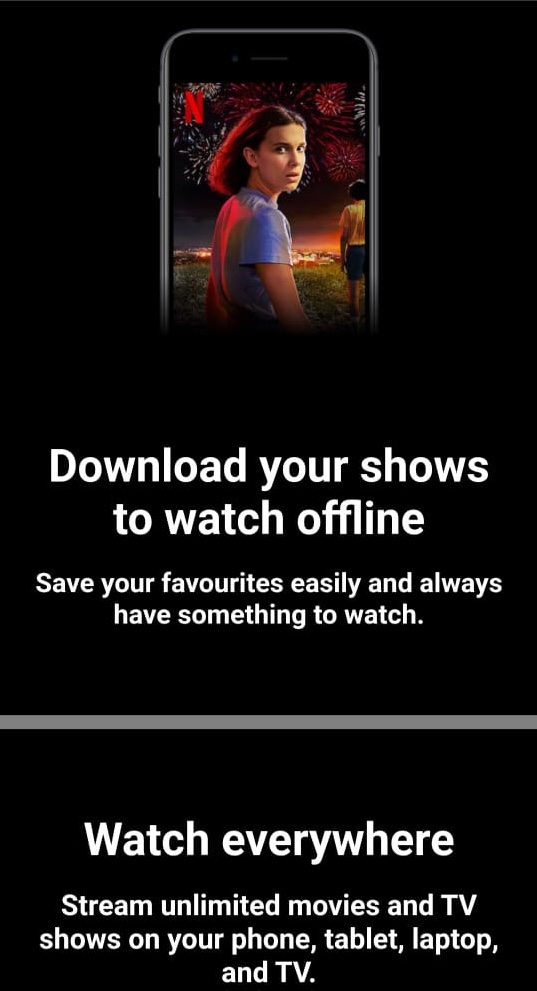 N
Download your shows
to watch offline
Save your favourites easily and always
have something to watch.
Watch everywhere
Stream unlimited movies and TV
shows on your phone, tablet, laptop,
and TV.